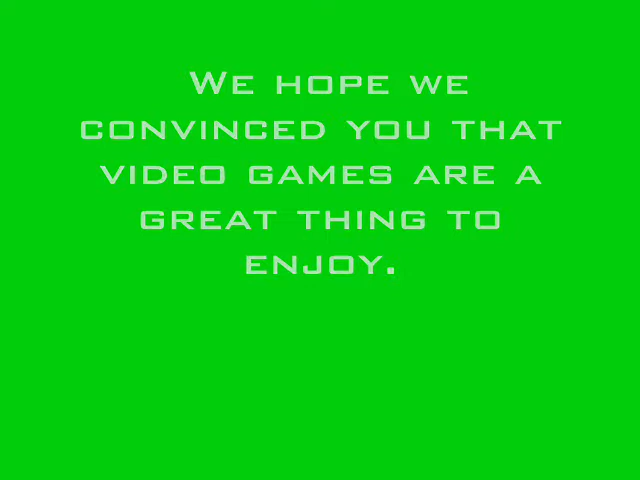 We hope we
convinced you that
video games are a
great thing to
enjoy.